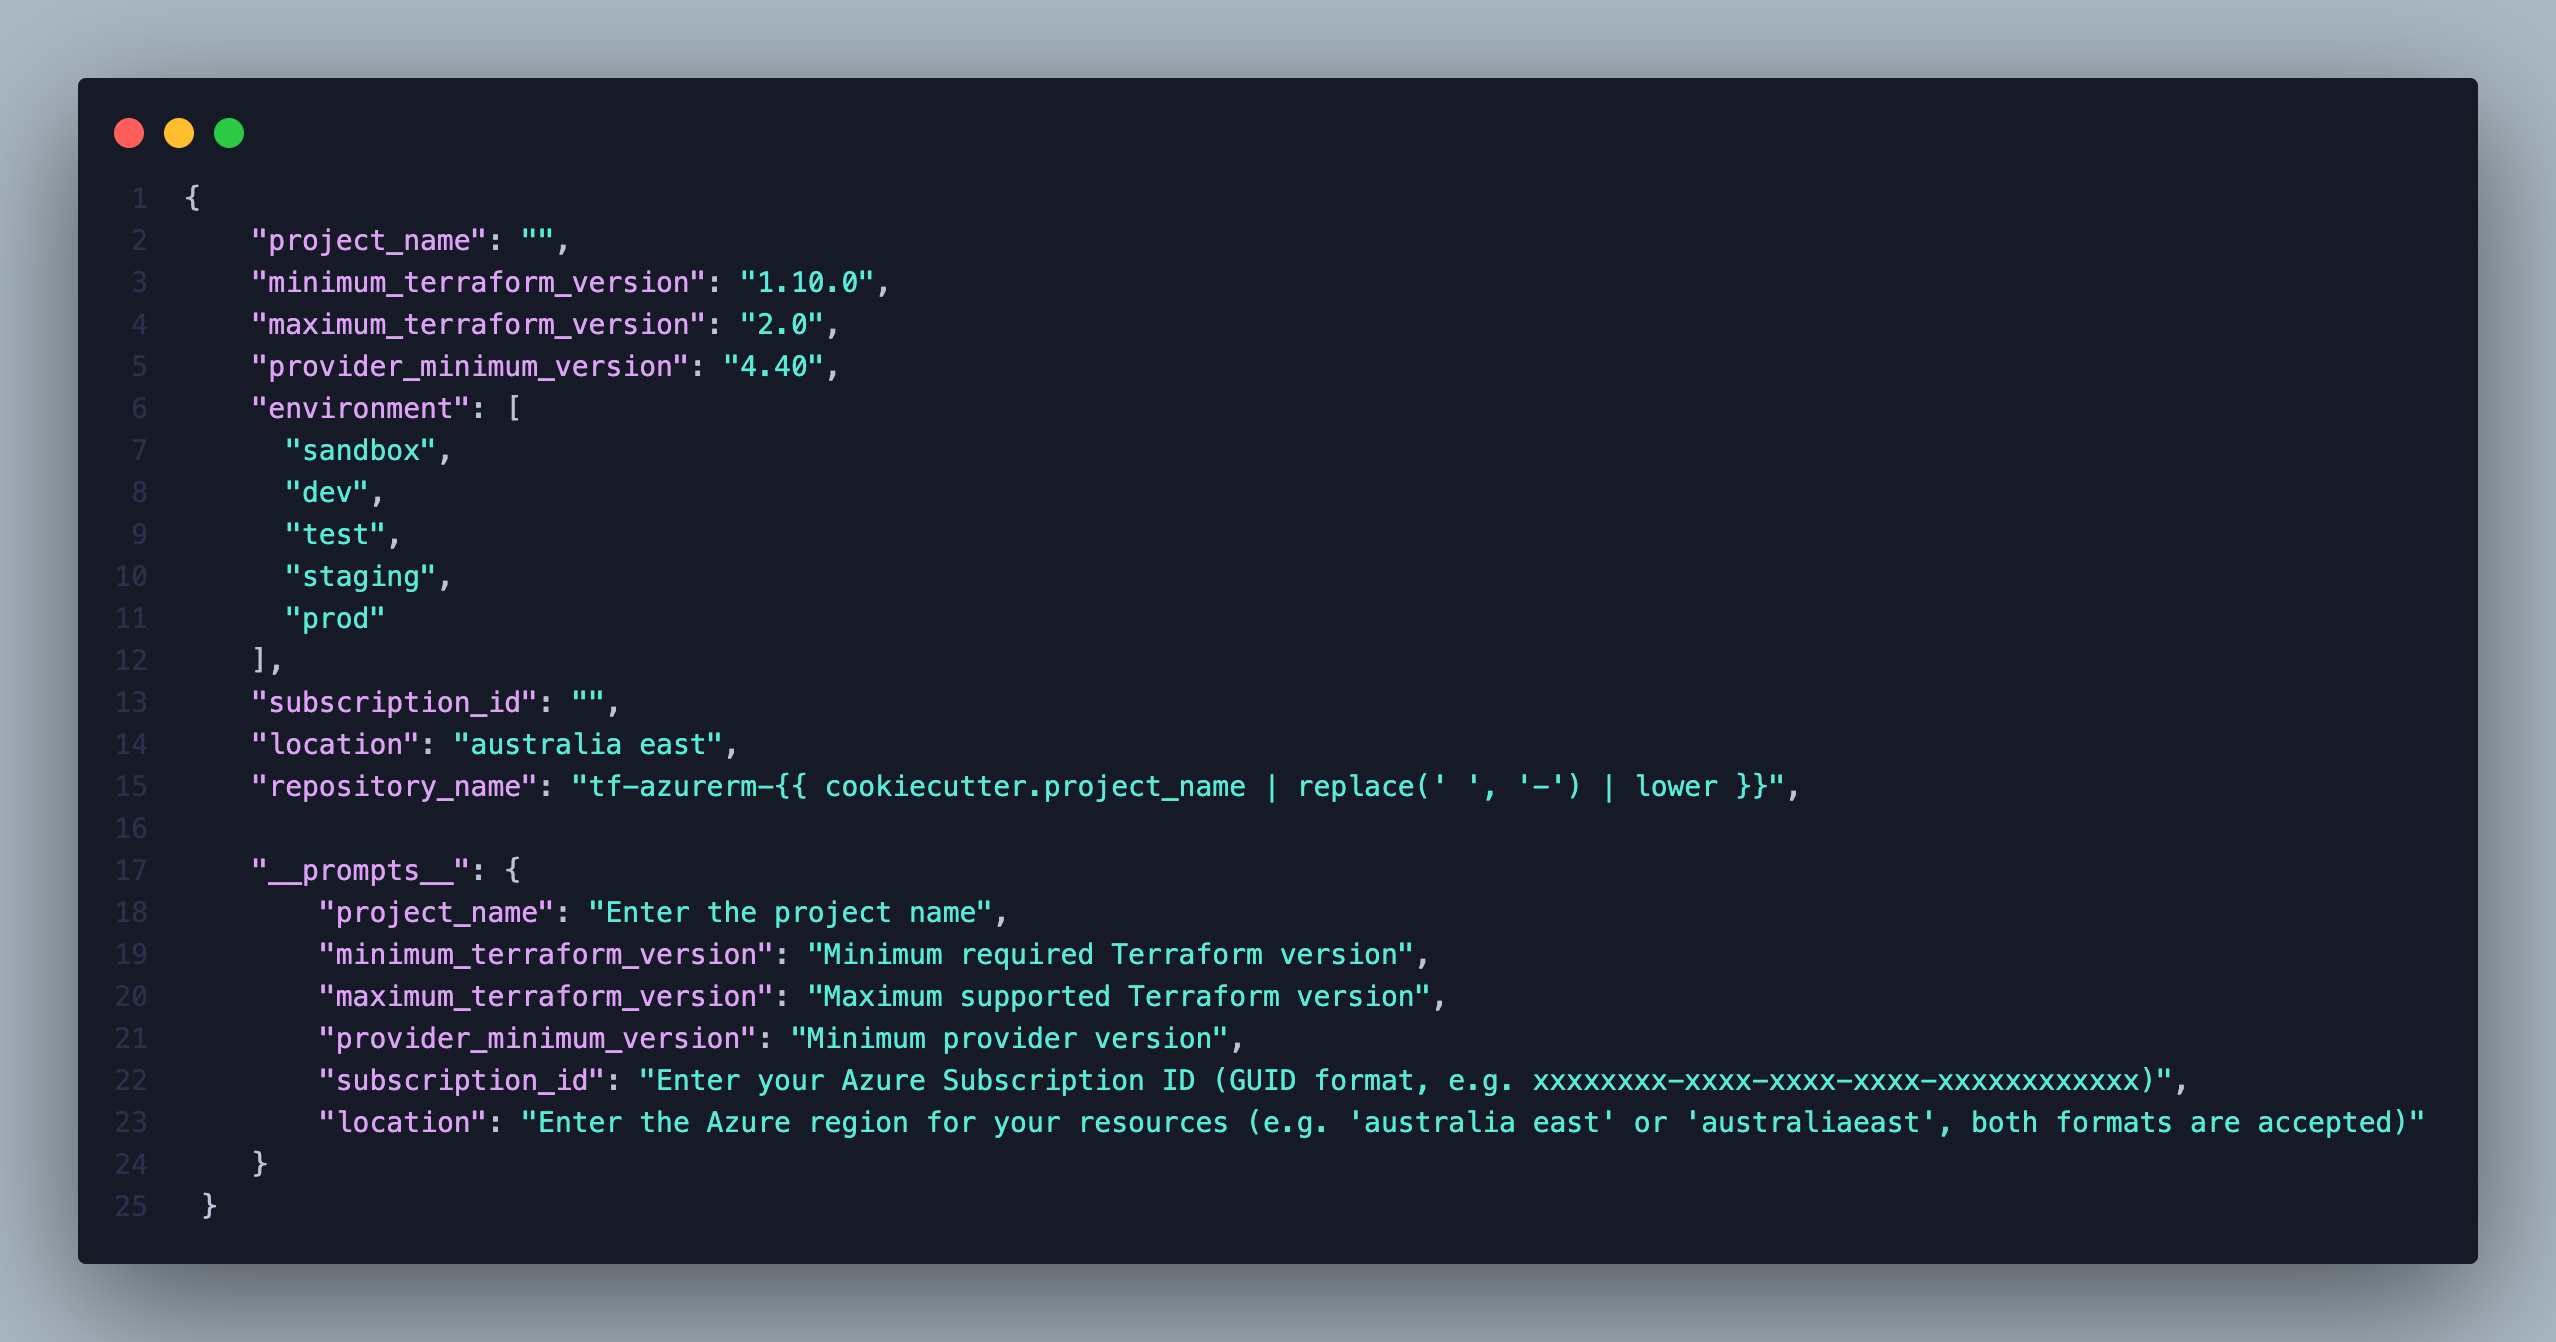 1 {
2 "project_name": "",
3 "minimum_terraform_version": "1.10.0",
4 "maximum_terraform_version": "2.0",
5 "provider_minimum_version": "4.40",
6 "environment": [
7 "sandbox",
8 "dev",
9 "test",
10 "staging",
11 "prod"
12 ],
13 "subscription_id": "",
14 "location": "australia east",
15 "repository_name": "tf-azurerm-{{ cookiecutter.project_name | replace(' ', '-') | lower }}",
16
17 "__prompts__": {
18 "project_name": "Enter the project name",
19 "minimum_terraform_version": "Minimum required Terraform version",
20 "maximum_terraform_version": "Maximum supported Terraform version",
21 "provider_minimum_version": "Minimum provider version",
22 "subscription_id": "Enter your Azure Subscription ID (GUID format, e.g. xxxxxxxx-xxxx-xxxx-xxxx-xxxxxxxxxxxx)",
23 "location": "Enter the Azure region for your resources (e.g. 'australia east' or 'australiaeast', both formats are accepted)"
24 }
25 }